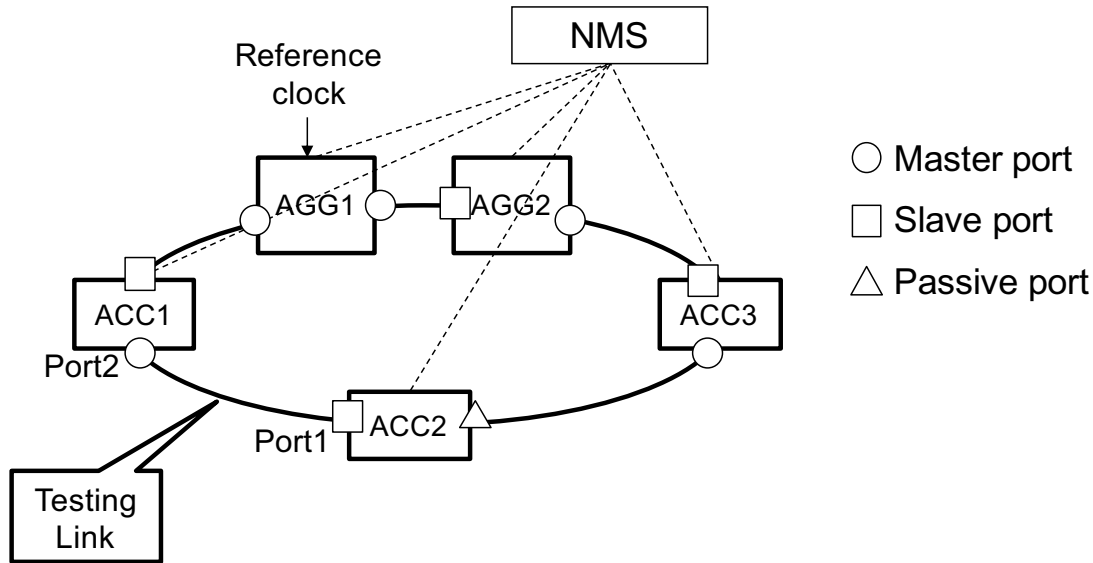 NMS
Reference
clock
AGG1
AGG2
Master port
Slave port
Passive port
ACC1
ACC3
Port2
Port1
ACC2
Testing
Link